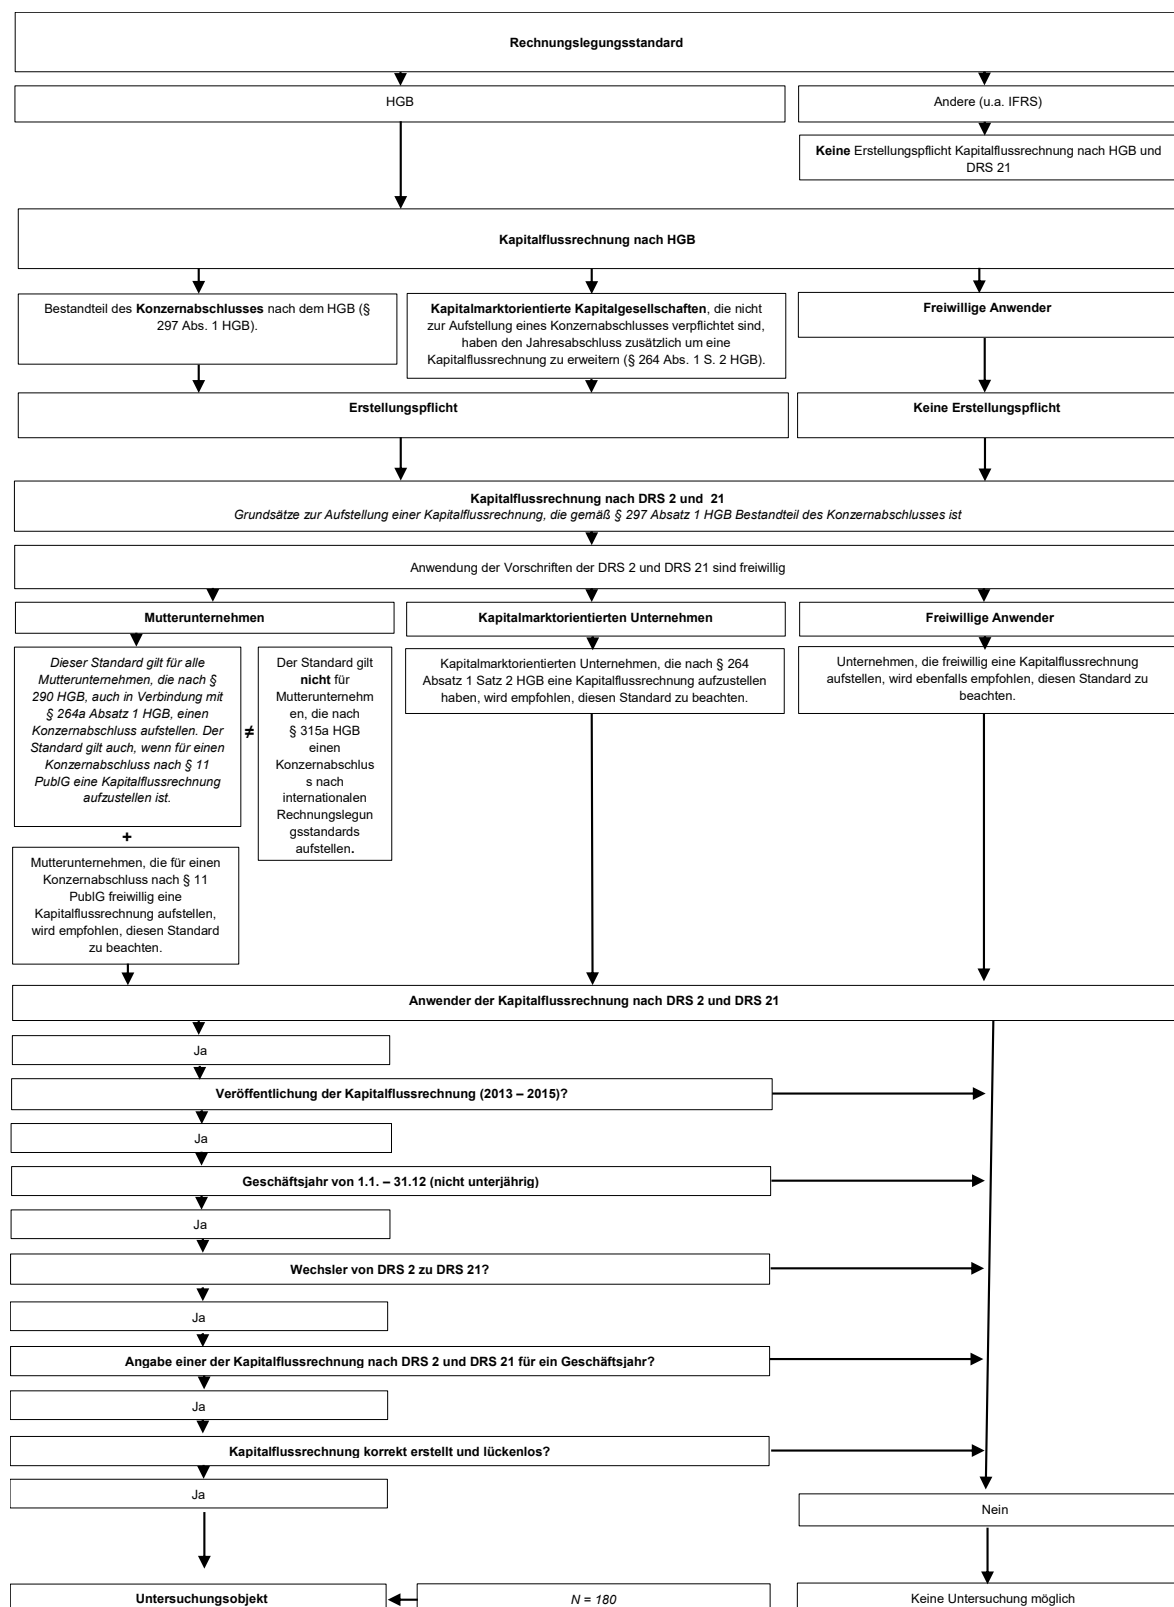 Rechnungslegungsstandard
HGB
Andere (u.a. IFRS)
Keine Erstellungspflicht Kapitalflussrechnung nach HGB und
DRS 21
Kapitalflussrechnung nach HGB
Bestandteil des Konzernabschlusses nach dem HGB (§
297 Abs. 1 HGB).
Kapitalmarktorientierte Kapitalgesellschaften, die nicht
zur Aufstellung eines Konzernabschlusses verpflichtet sind,
haben den Jahresabschluss zusätzlich um eine
Kapitalflussrechnung zu erweitern (§ 264 Abs. 1 S. 2 HGB).
Freiwillige Anwender
Erstellungspflicht
Keine Erstellungspflicht
Kapitalflussrechnung nach DRS 2 und 21
Grundsätze zur Aufstellung einer Kapitalflussrechnung, die gemäß § 297 Absatz 1 HGB Bestandteil des Konzernabschlusses ist
Anwendung der Vorschriften der DRS 2 und DRS 21 sind freiwillig
Mutterunternehmen
Kapitalmarktorientierten Unternehmen
Freiwillige Anwender
Dieser Standard gilt für alle
Mutterunternehmen, die nach §
290 HGB, auch in Verbindung mit
§ 264a Absatz 1 HGB, einen
Konzernabschluss aufstellen. Der
Standard gilt auch, wenn für einen
Konzernabschluss nach § 11
PublG eine Kapitalflussrechnung
aufzustellen ist.
≠
Der Standard gilt
nicht für
Mutterunternehm
en, die nach
§ 315a HGB
einen
Konzernabschlus
s nach
internationalen
Rechnungslegun
gsstandards
aufstellen.
Kapitalmarktorientierten Unternehmen, die nach § 264
Absatz 1 Satz 2 HGB eine Kapitalflussrechnung aufzustellen
haben, wird empfohlen, diesen Standard zu beachten.
Unternehmen, die freiwillig eine Kapitalflussrechnung
aufstellen, wird ebenfalls empfohlen, diesen Standard zu
beachten.
+
Mutterunternehmen, die für einen
Konzernabschluss nach § 11
PublG freiwillig eine
Kapitalflussrechnung aufstellen,
wird empfohlen, diesen Standard
zu beachten.
Anwender der Kapitalflussrechnung nach DRS 2 und DRS 21
Ja
Veröffentlichung der Kapitalflussrechnung (2013 – 2015)?
Ja
Geschäftsjahr von 1.1. – 31.12 (nicht unterjährig)
Ja
Wechsler von DRS 2 zu DRS 21?
Ja
Angabe einer der Kapitalflussrechnung nach DRS 2 und DRS 21 für ein Geschäftsjahr?
Ja
Kapitalflussrechnung korrekt erstellt und lückenlos?
Ja
Nein
Untersuchungsobjekt
N = 180
Keine Untersuchung möglich